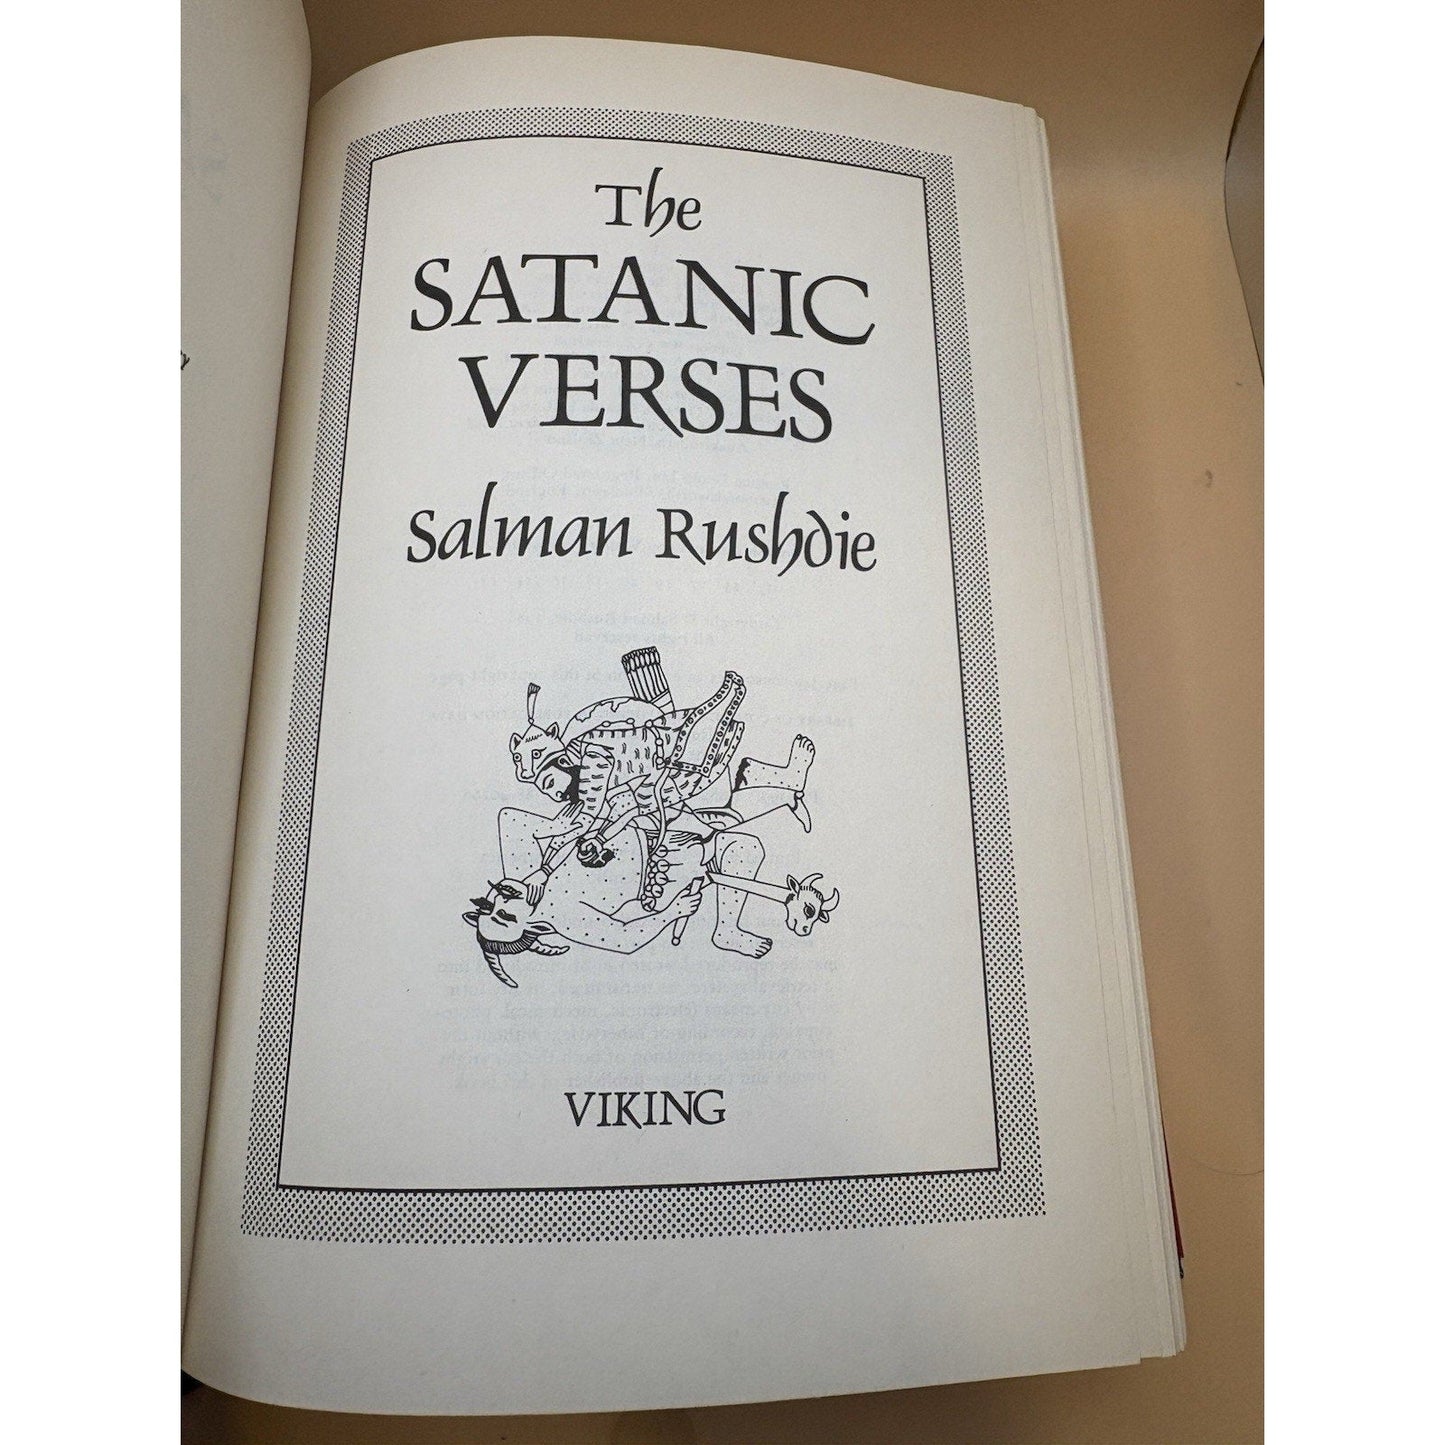 The
SATANIC
VERSES
Salman Rushdie
VIKING